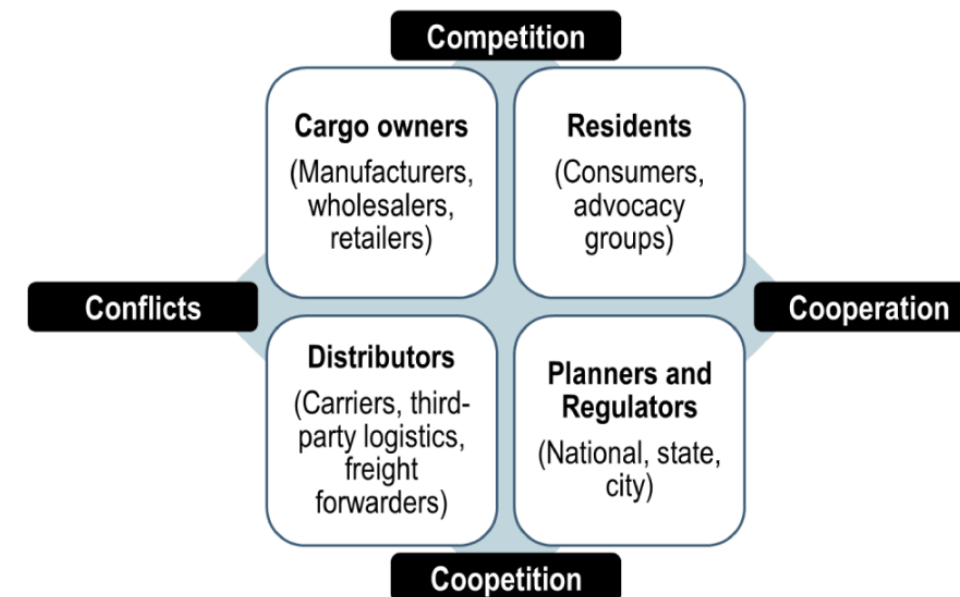 Competition
Cargo owners
(Manufacturers,
wholesalers,
retailers)
Residents
(Consumers,
advocacy
groups)
Conflicts
Cooperation
Distributors
(Carriers, third-
party logistics,
freight
forwarders)
Planners and
Regulators
(National, state,
city)
Coopetition